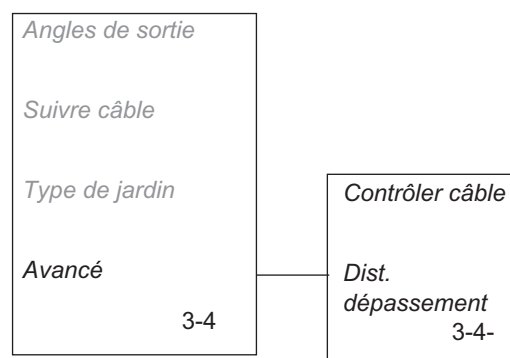 Angles de sortie
Suivre câble
Type de jardin
Avancé
3-4
Contrôler câble
Dist.
dépassement
3-4-